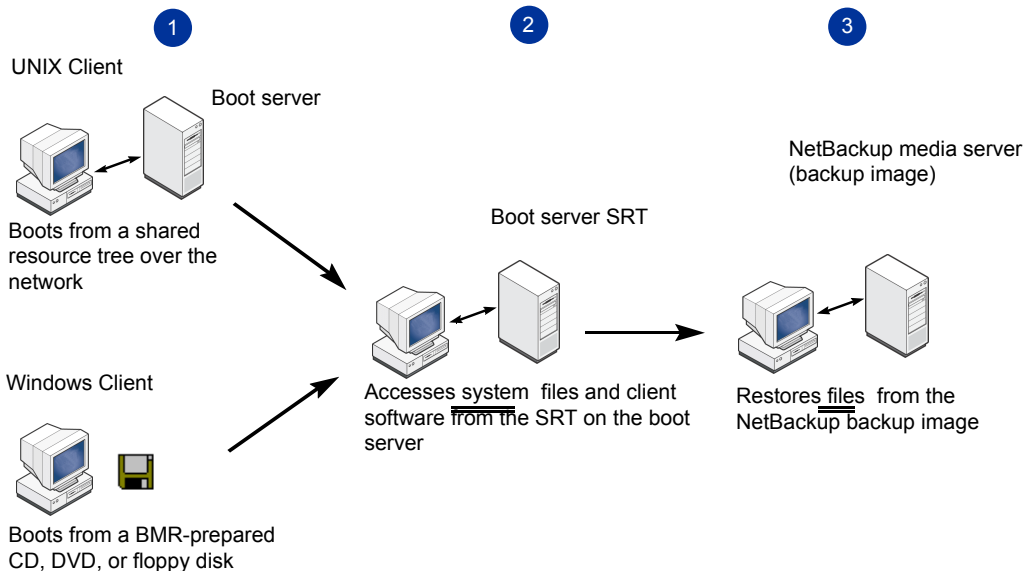 1
2
3
UNIX Client
Boot server
Boots from a shared
resource tree over the
network
Windows Client
Boots from a BMR-prepared
CD, DVD, or floppy disk
Boot server SRT
Accesses system files and client
software from the SRT on the boot
server
NetBackup media server
(backup image)
Restores files from the
NetBackup backup image